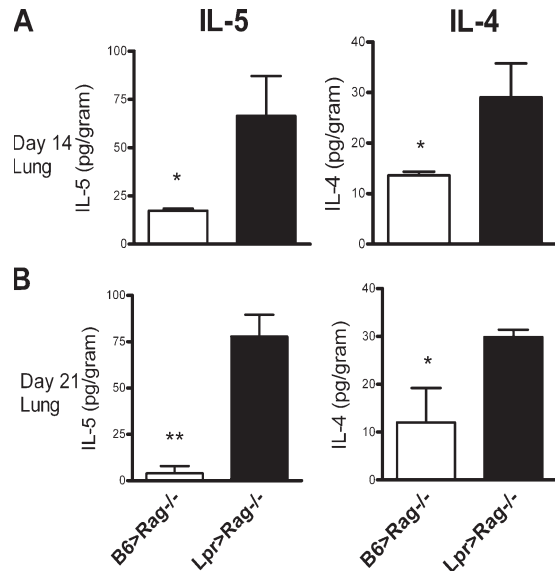 A
IL-5
IL-4
Day 14
Lung
IL-5 (pg/gram)
100
75
50
25
0
*
IL-4 (pg/gram)
40
30
20
10
0
*
B
Day 21
Lung
IL-5 (pg/gram)
100
75
50
25
0
**
IL-4 (pg/gram)
40
30
20
10
0
*
B6>Rag-/-
Lpr>Rag-/-
B6>Rag-/-
Lpr>Rag-/-